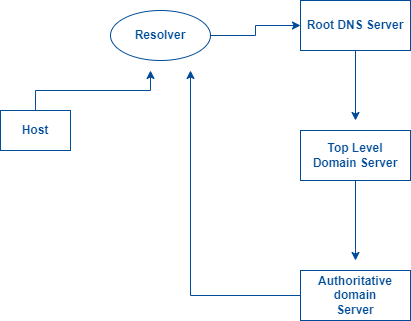 Resolver
Root DNS Server
Host
Top Level
Domain Server
Authoritative
domain
Server